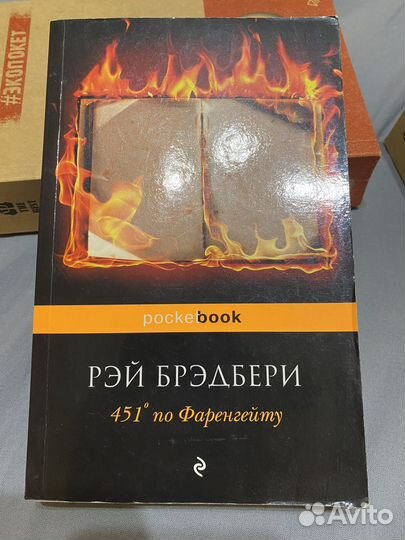 #ЭКОПОКЕТ
pocketbook
РЭЙ БРЭДБЕРИ
451° по Фаренгейту
Avito